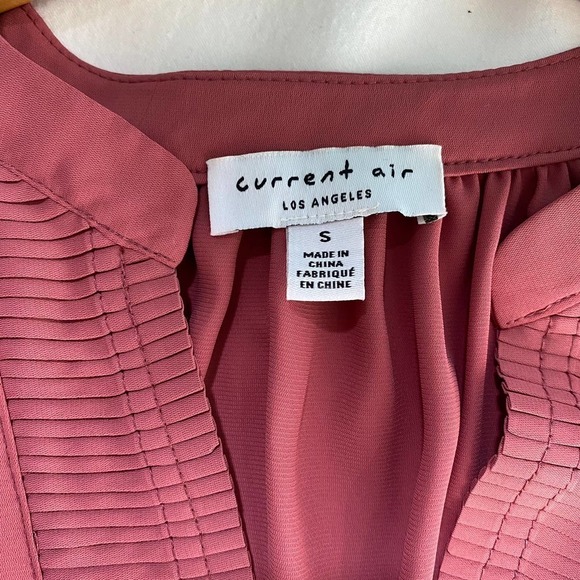 current air
LOS ANGELES
S
MADE IN
CHINA
FABRIQUÉ
EN CHINE